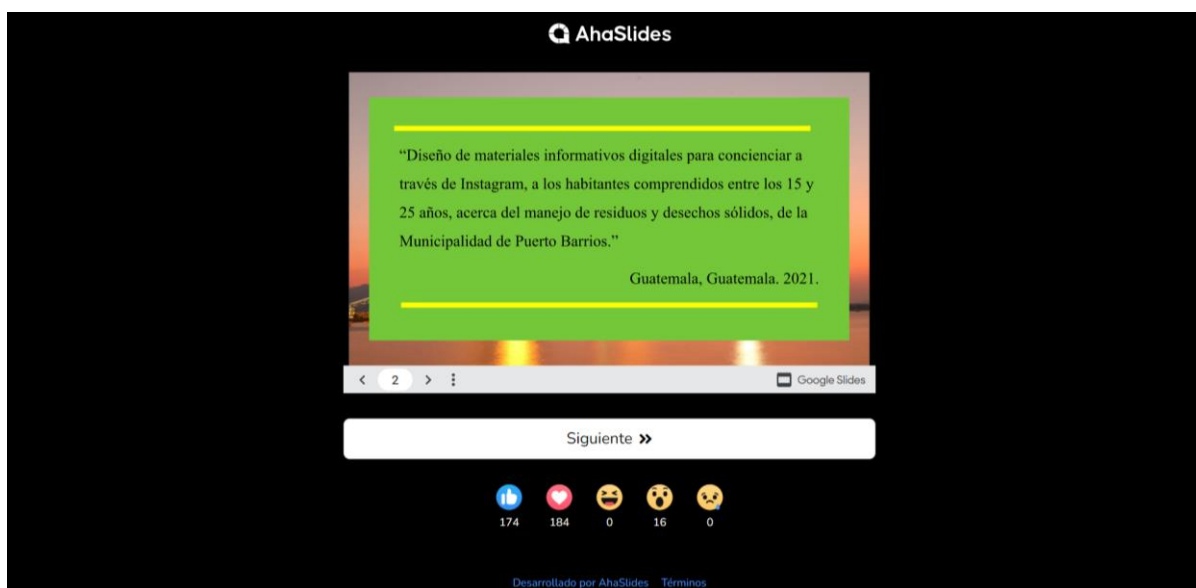 AhaSlides
“Diseño de materiales informativos digitales para concienciar a
través de Instagram, a los habitantes comprendidos entre los 15 y
25 años, acerca del manejo de residuos y desechos sólidos, de la
Municipalidad de Puerto Barrios.”
Guatemala, Guatemala. 2021.
2
Google Slides
Siguiente
174 184 0 16 0
Desarrollado por AhaSlides Términos